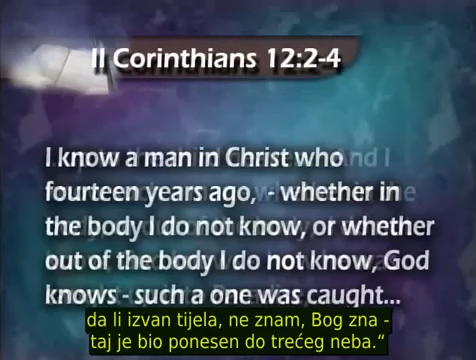 II Corinthians 12:2-4
I know a man in Christ who
fourteen years ago, - whether in
the body I do not know, or whether
out of the body I do not know, God
knows - such a one was caught...
da li izvan tijela, ne znam, Bog zna -
taj je bio ponesen do trećeg neba.“